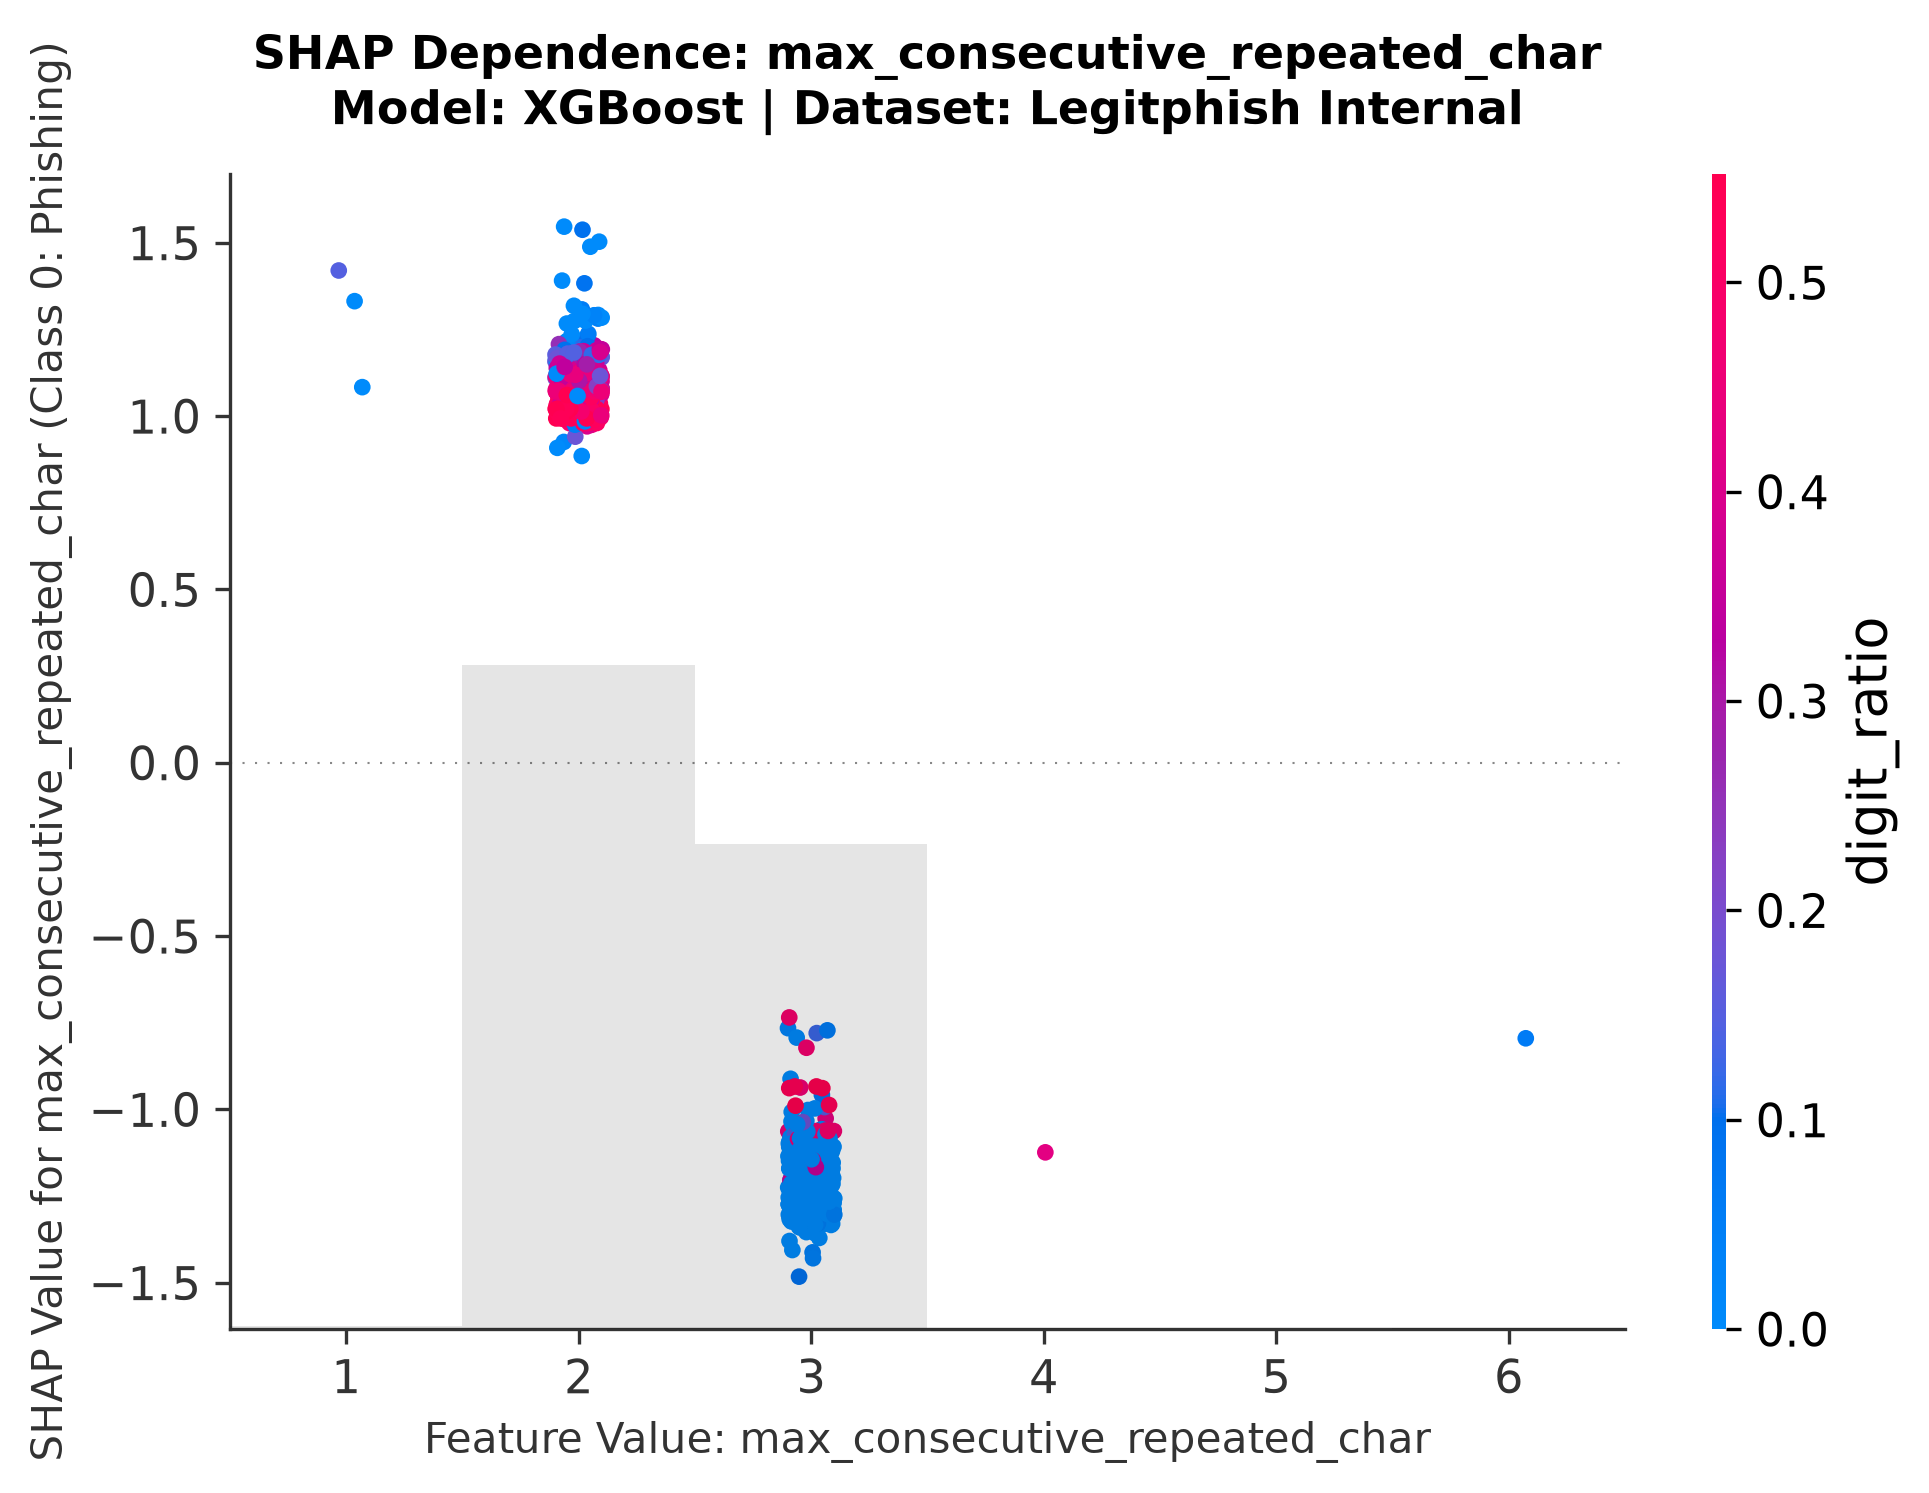 SHAP Dependence: max_consecutive_repeated_char
Model: XGBoost | Dataset: Legitphish Internal
SHAP Value for max_consecutive_repeated_char (Class 0: Phishing)
1.5
1.0
0.5
0.0
−0.5
−1.0
−1.5
1 2 3 4 5 6
Feature Value: max_consecutive_repeated_char
0.5
0.4
0.3
0.2
0.1
0.0
digit_ratio